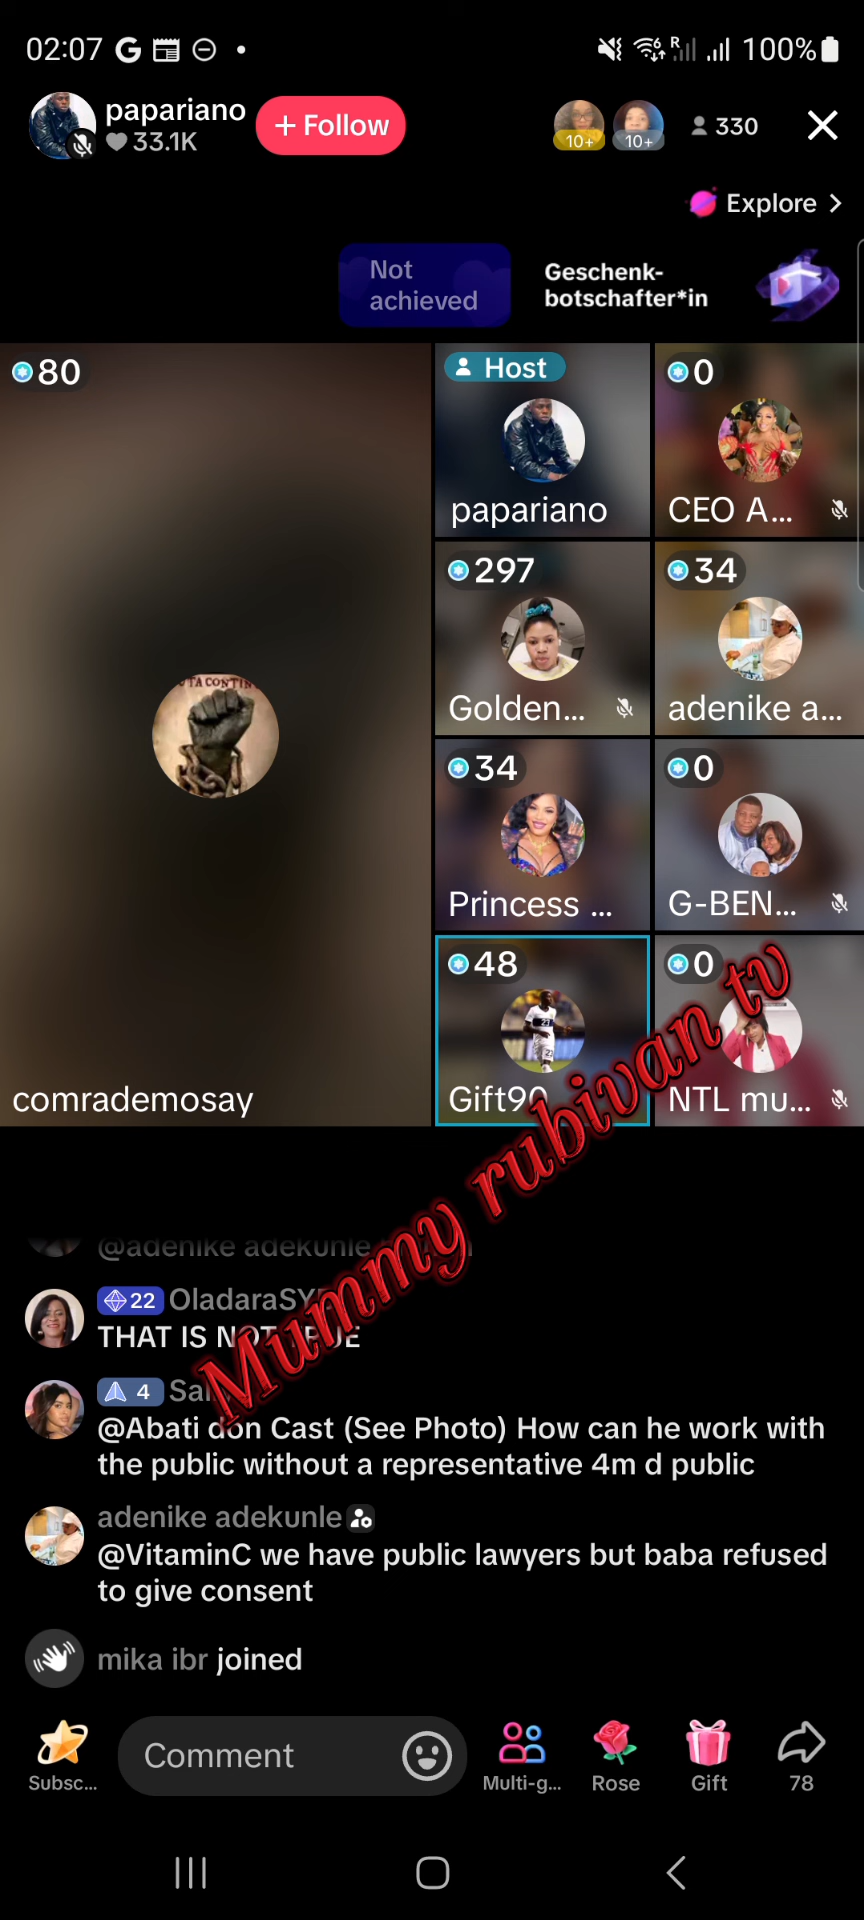 02:07
100%
papariano
33.1K
+ Follow
10+
10+
330
Explore
Not
achieved
Geschenk-
botschafter*in
80
Host
papariano
0
CEO A...
297
Golden...
34
adenike a...
34
Princess ...
0
G-BEN...
48
Gift90
0
NTL mu...
comrademosay
Mummy rubivan tv
@adenike adekunle
22 OladaraSY
THAT IS NOT TRUE
4
@Abati don Cast (See Photo) How can he work with
the public without a representative 4m d public
adenike adekunle
@VitaminC we have public lawyers but baba refused
to give consent
mika ibr joined
Subsc...
Comment
Multi-g...
Rose
Gift
78